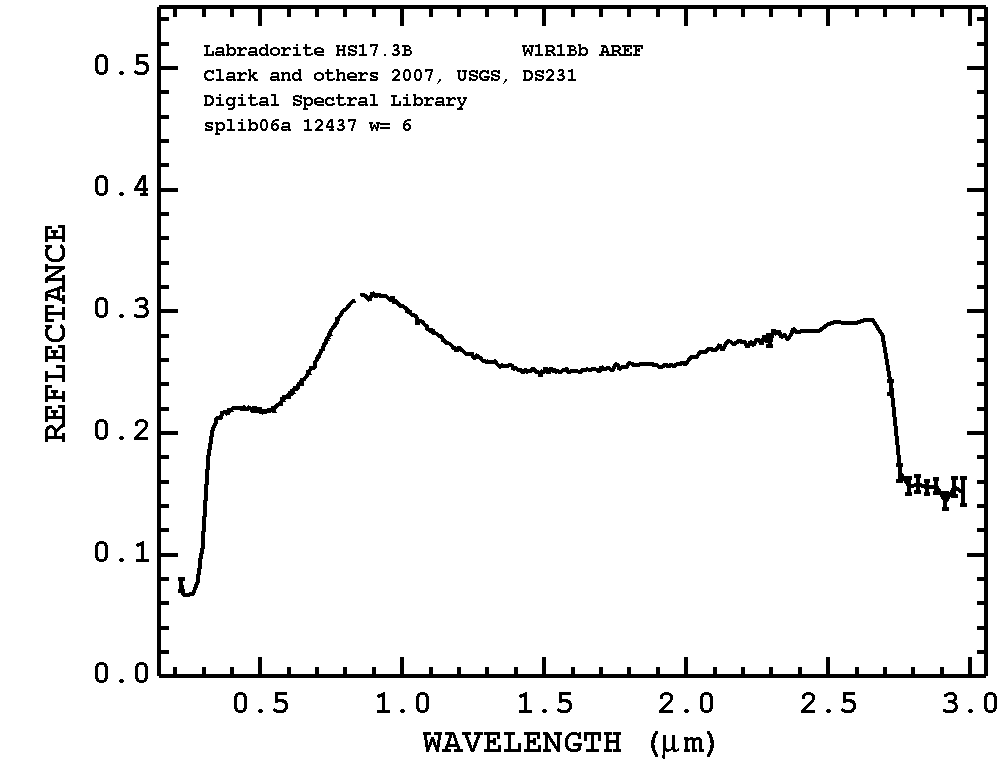 Labradorite HS17.3B W1R1Bb AREF
Clark and others 2007, USGS, DS231
Digital Spectral Library
splib06a 12437 w= 6
REFLECTANCE
0.5
0.4
0.3
0.2
0.1
0.0
0.5 1.0 1.5 2.0 2.5 3.0
WAVELENGTH (μm)